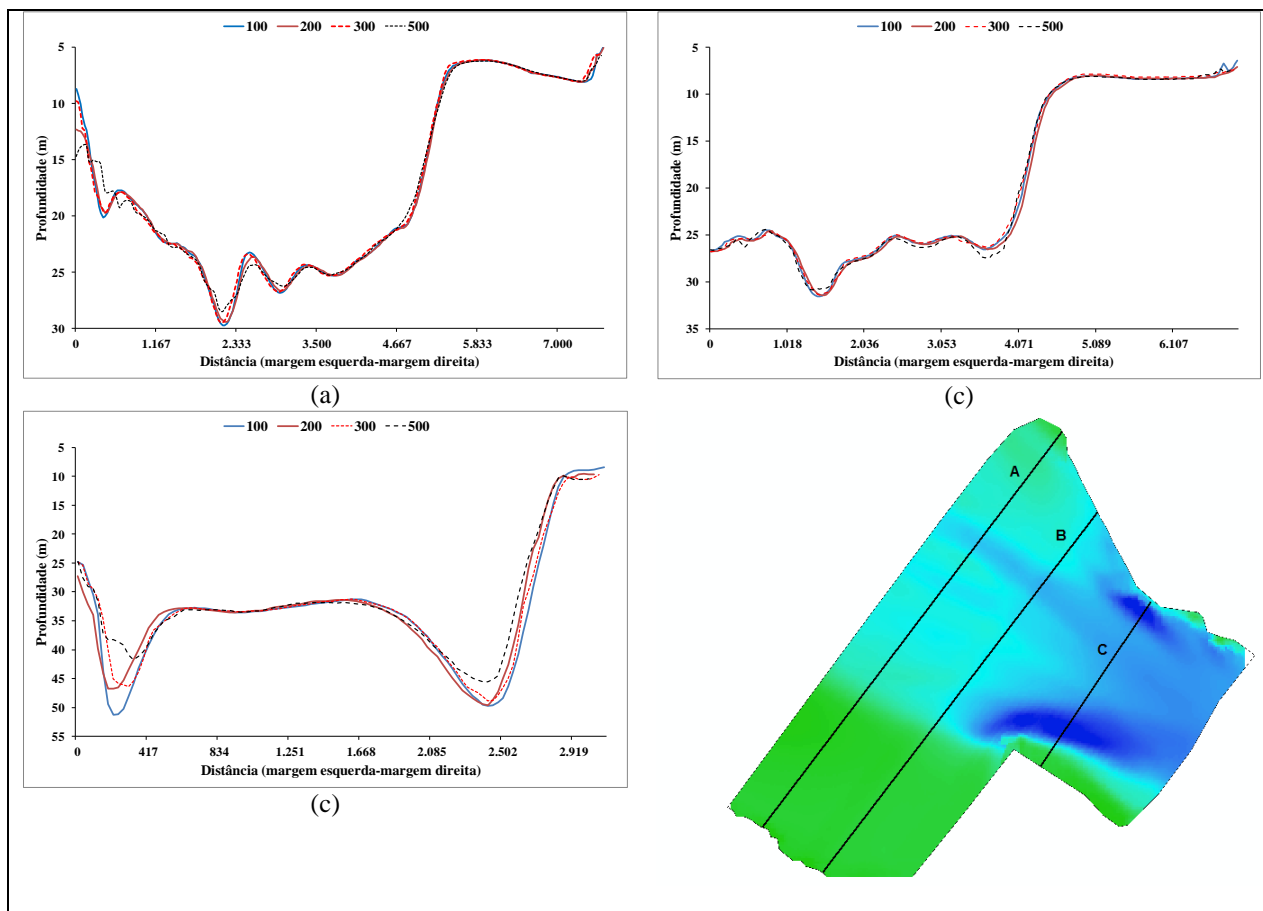 100 200 300 500
5
10
15
20
25
30
Profundidade (m)
0 1.167 2.333 3.500 4.667 5.833 7.000
Distância (margem esquerda-margem direita)
(a)
100 200 300 500
5
10
15
20
25
30
35
Profundidade (m)
0 1.018 2.036 3.053 4.071 5.089 6.107
Distância (margem esquerda-margem direita)
(c)
100 200 300 500
5
10
15
20
25
30
35
40
45
50
55
Profundidade (m)
0 417 834 1.251 1.668 2.085 2.502 2.919
Distância (margem esquerda-margem direita)
(c)
A
B
C